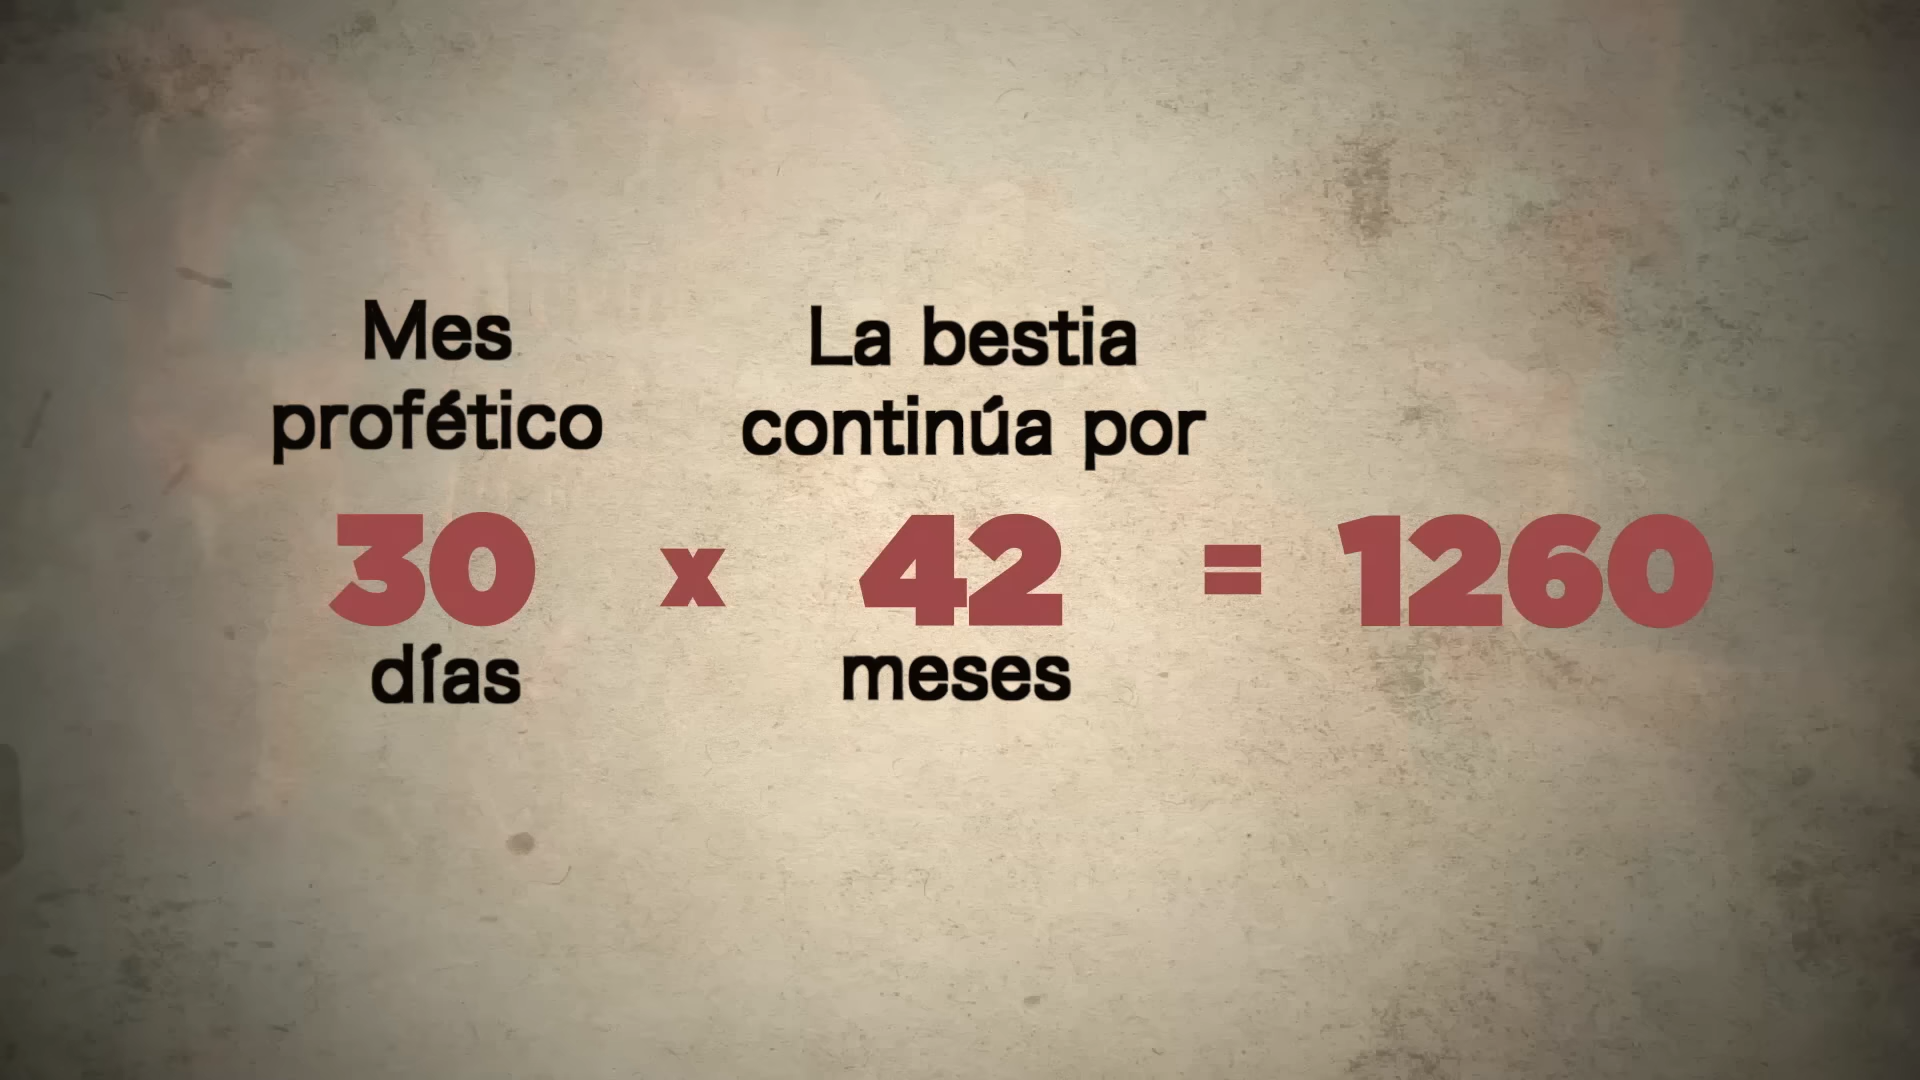 Mes
profético
La bestia
continúa por
30 x 42 = 1260
días
meses